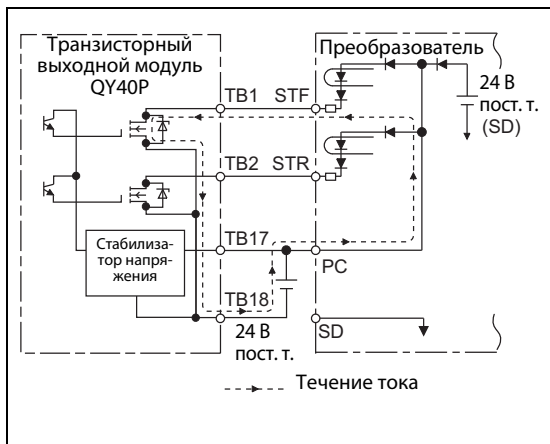 Транзисторный
выходной модуль
QY40P
Преобразователь
TB1 STF
24 В
пост. т.
(SD)
TB2 STR
Стабилиза-
тор напря-
жения
TB17
PC
TB18
24 В
пост. т.
SD
Течение тока